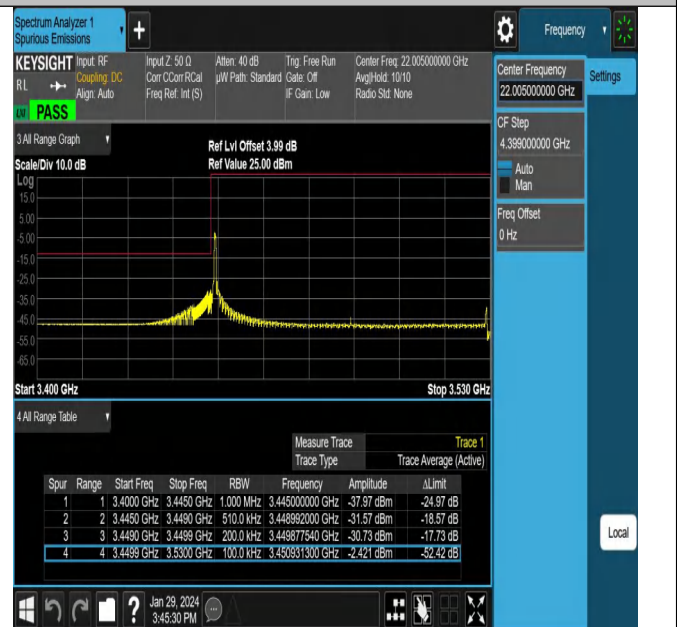 Spectrum Analyzer 1
Spurious Emissions
+
Frequency
KEYSIGHT
RL
LXI
PASS
Input: RF
Coupling: DC
Align: Auto
Input Z: 50 Ω
Corr CCorr RCal
Freq Ref: Int (S)
Atten: 40 dB
µW Path: Standard
Trig: Free Run
Gate: Off
IF Gain: Low
Center Freq: 22.005000000 GHz
Avg|Hold: 10/10
Radio Std: None
Center Frequency
22.005000000 GHz
Settings
CF Step
4.399000000 GHz
Auto
Man
Freq Offset
0 Hz
3 All Range Graph
Ref Lvl Offset 3.99 dB
Scale/Div 10.0 dB
Ref Value 25.00 dBm
Log
15.0
5.00
-5.00
-15.0
-25.0
-35.0
-45.0
-55.0
-65.0
Start 3.400 GHz
Stop 3.530 GHz
4 All Range Table
Measure Trace Trace 1
Trace Type Trace Average (Active)
Spur Range Start Freq Stop Freq RBW Frequency Amplitude ΔLimit
1 1 3.4000 GHz 3.4450 GHz 1.000 MHz 3.445000000 GHz -37.97 dBm -24.97 dB
2 2 3.4450 GHz 3.4490 GHz 510.0 kHz 3.448992000 GHz -31.57 dBm -18.57 dB
3 3 3.4490 GHz 3.4499 GHz 200.0 kHz 3.449877540 GHz -30.73 dBm -17.73 dB
4 4 3.4499 GHz 3.5300 GHz 100.0 kHz 3.450931300 GHz -2.421 dBm -52.42 dB
Local
?
Jan 29, 2024
3:45:30 PM